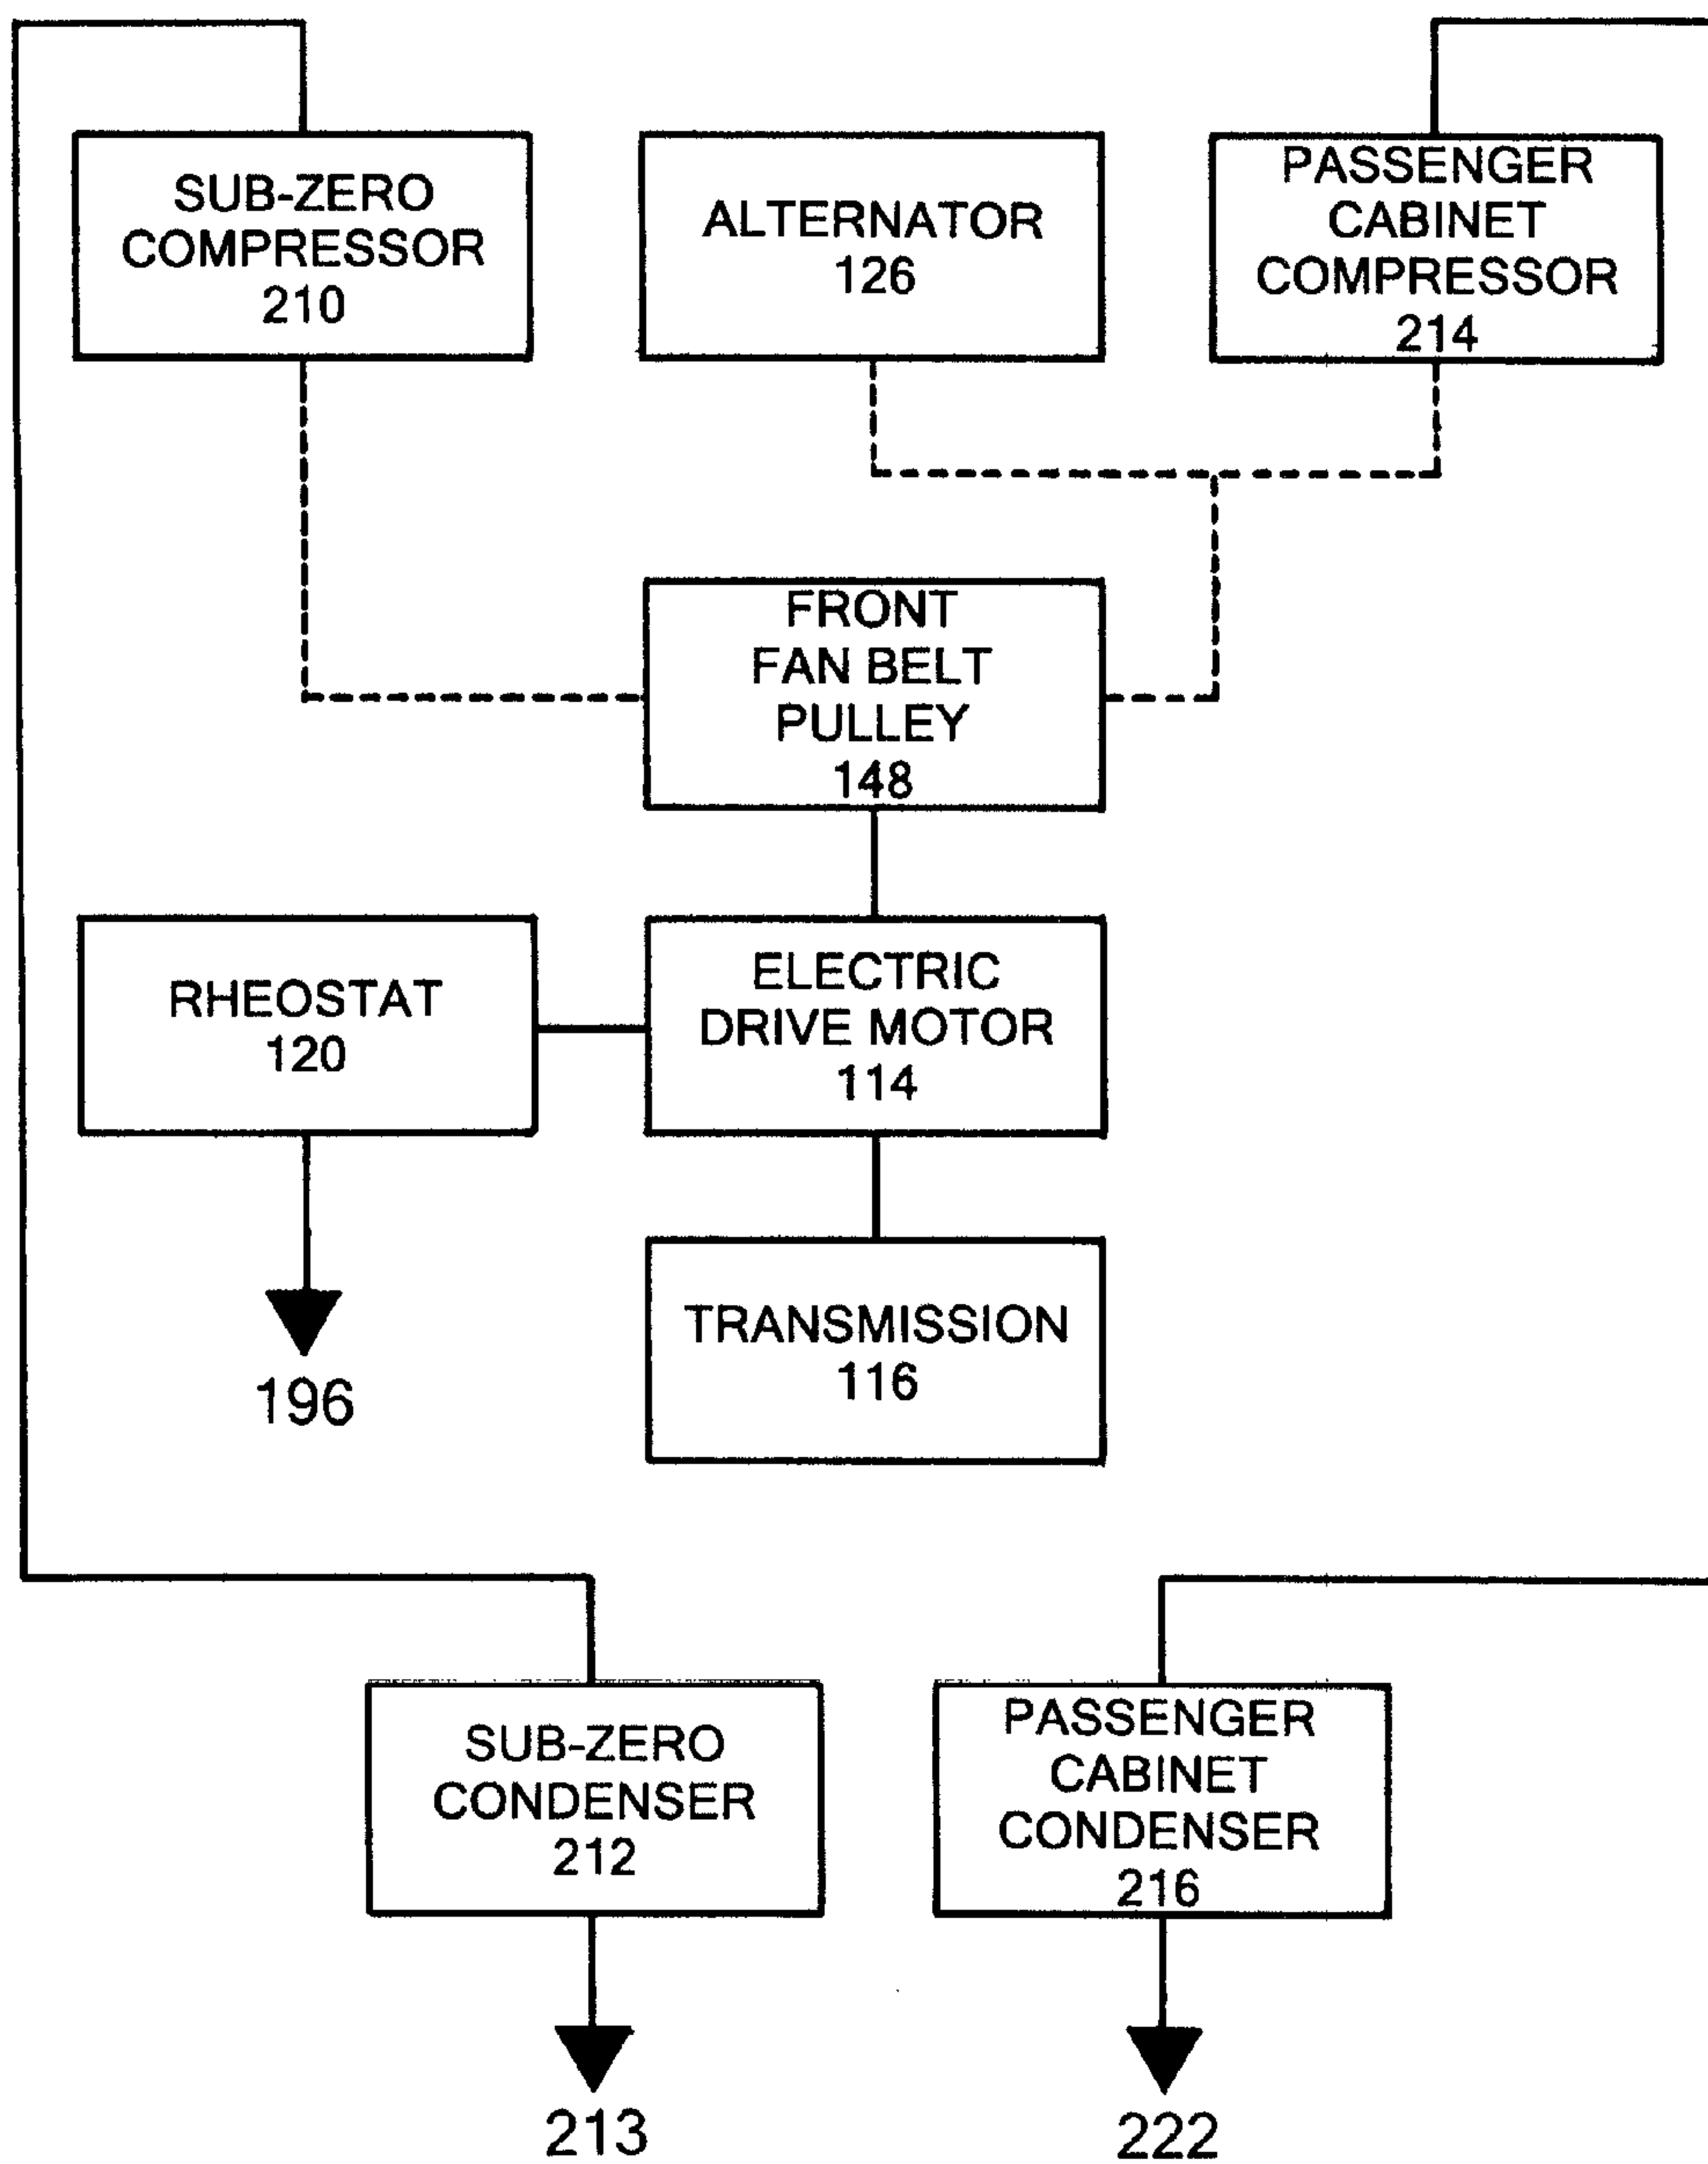 SUB-ZERO
COMPRESSOR
210
ALTERNATOR
126
PASSENGER
CABINET
COMPRESSOR
214
FRONT
FAN BELT
PULLEY
148
RHEOSTAT
120
ELECTRIC
DRIVE MOTOR
114
196
TRANSMISSION
116
SUB-ZERO
CONDENSER
212
PASSENGER
CABINET
CONDENSER
216
213
222